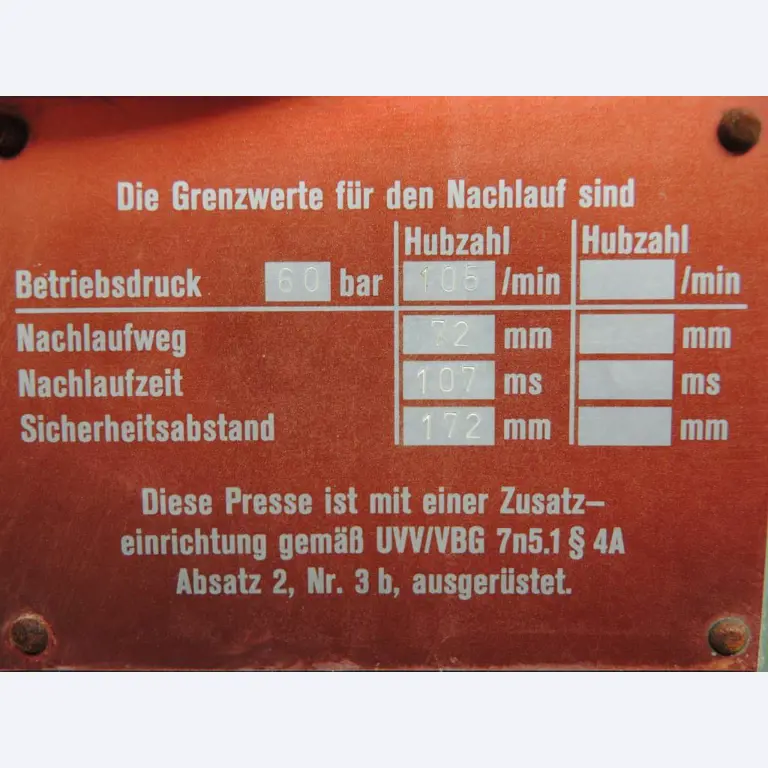 Die Grenzwerte für den Nachlauf sind
Hubzahl Hubzahl
Betriebsdruck 60 bar 105 /min /min
Nachlaufweg 72 mm mm
Nachlaufzeit 107 ms ms
Sicherheitsabstand 172 mm mm
Diese Presse ist mit einer Zusatz–
einrichtung gemäß UVV/VBG 7n5.1 § 4A
Absatz 2, Nr. 3 b, ausgerüstet.